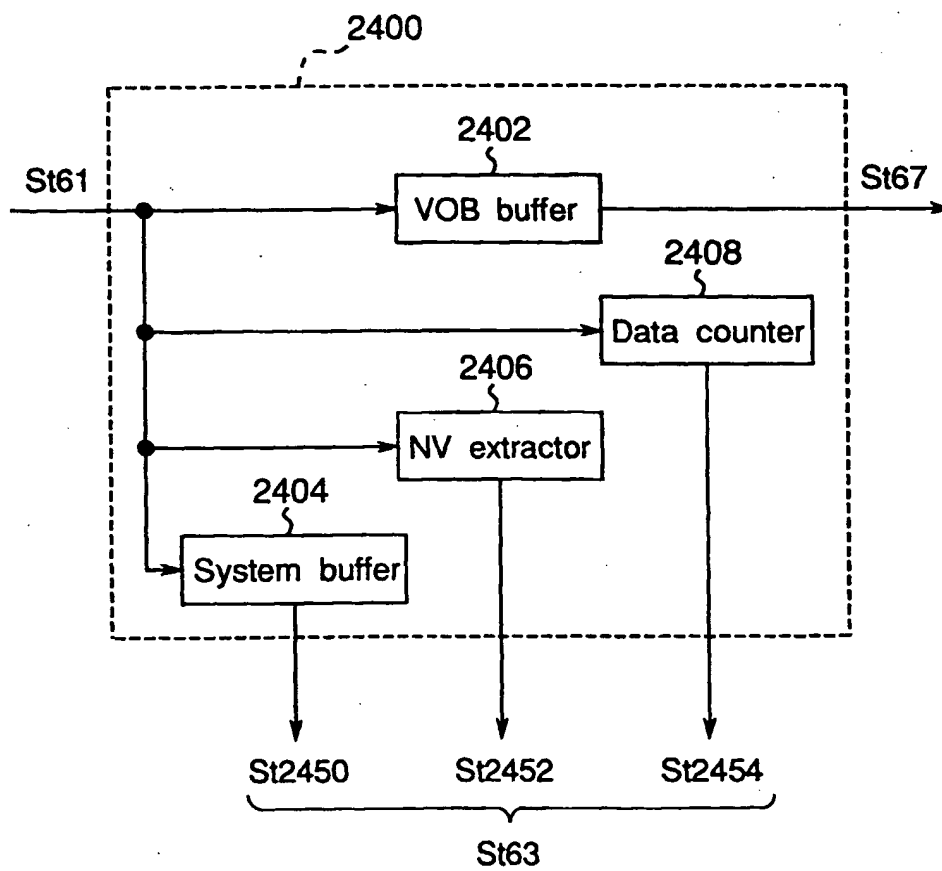 2400
2402
St61
VOB buffer
St67
2408
Data counter
2406
NV extractor
2404
System buffer
St2450
St2452
St2454
St63